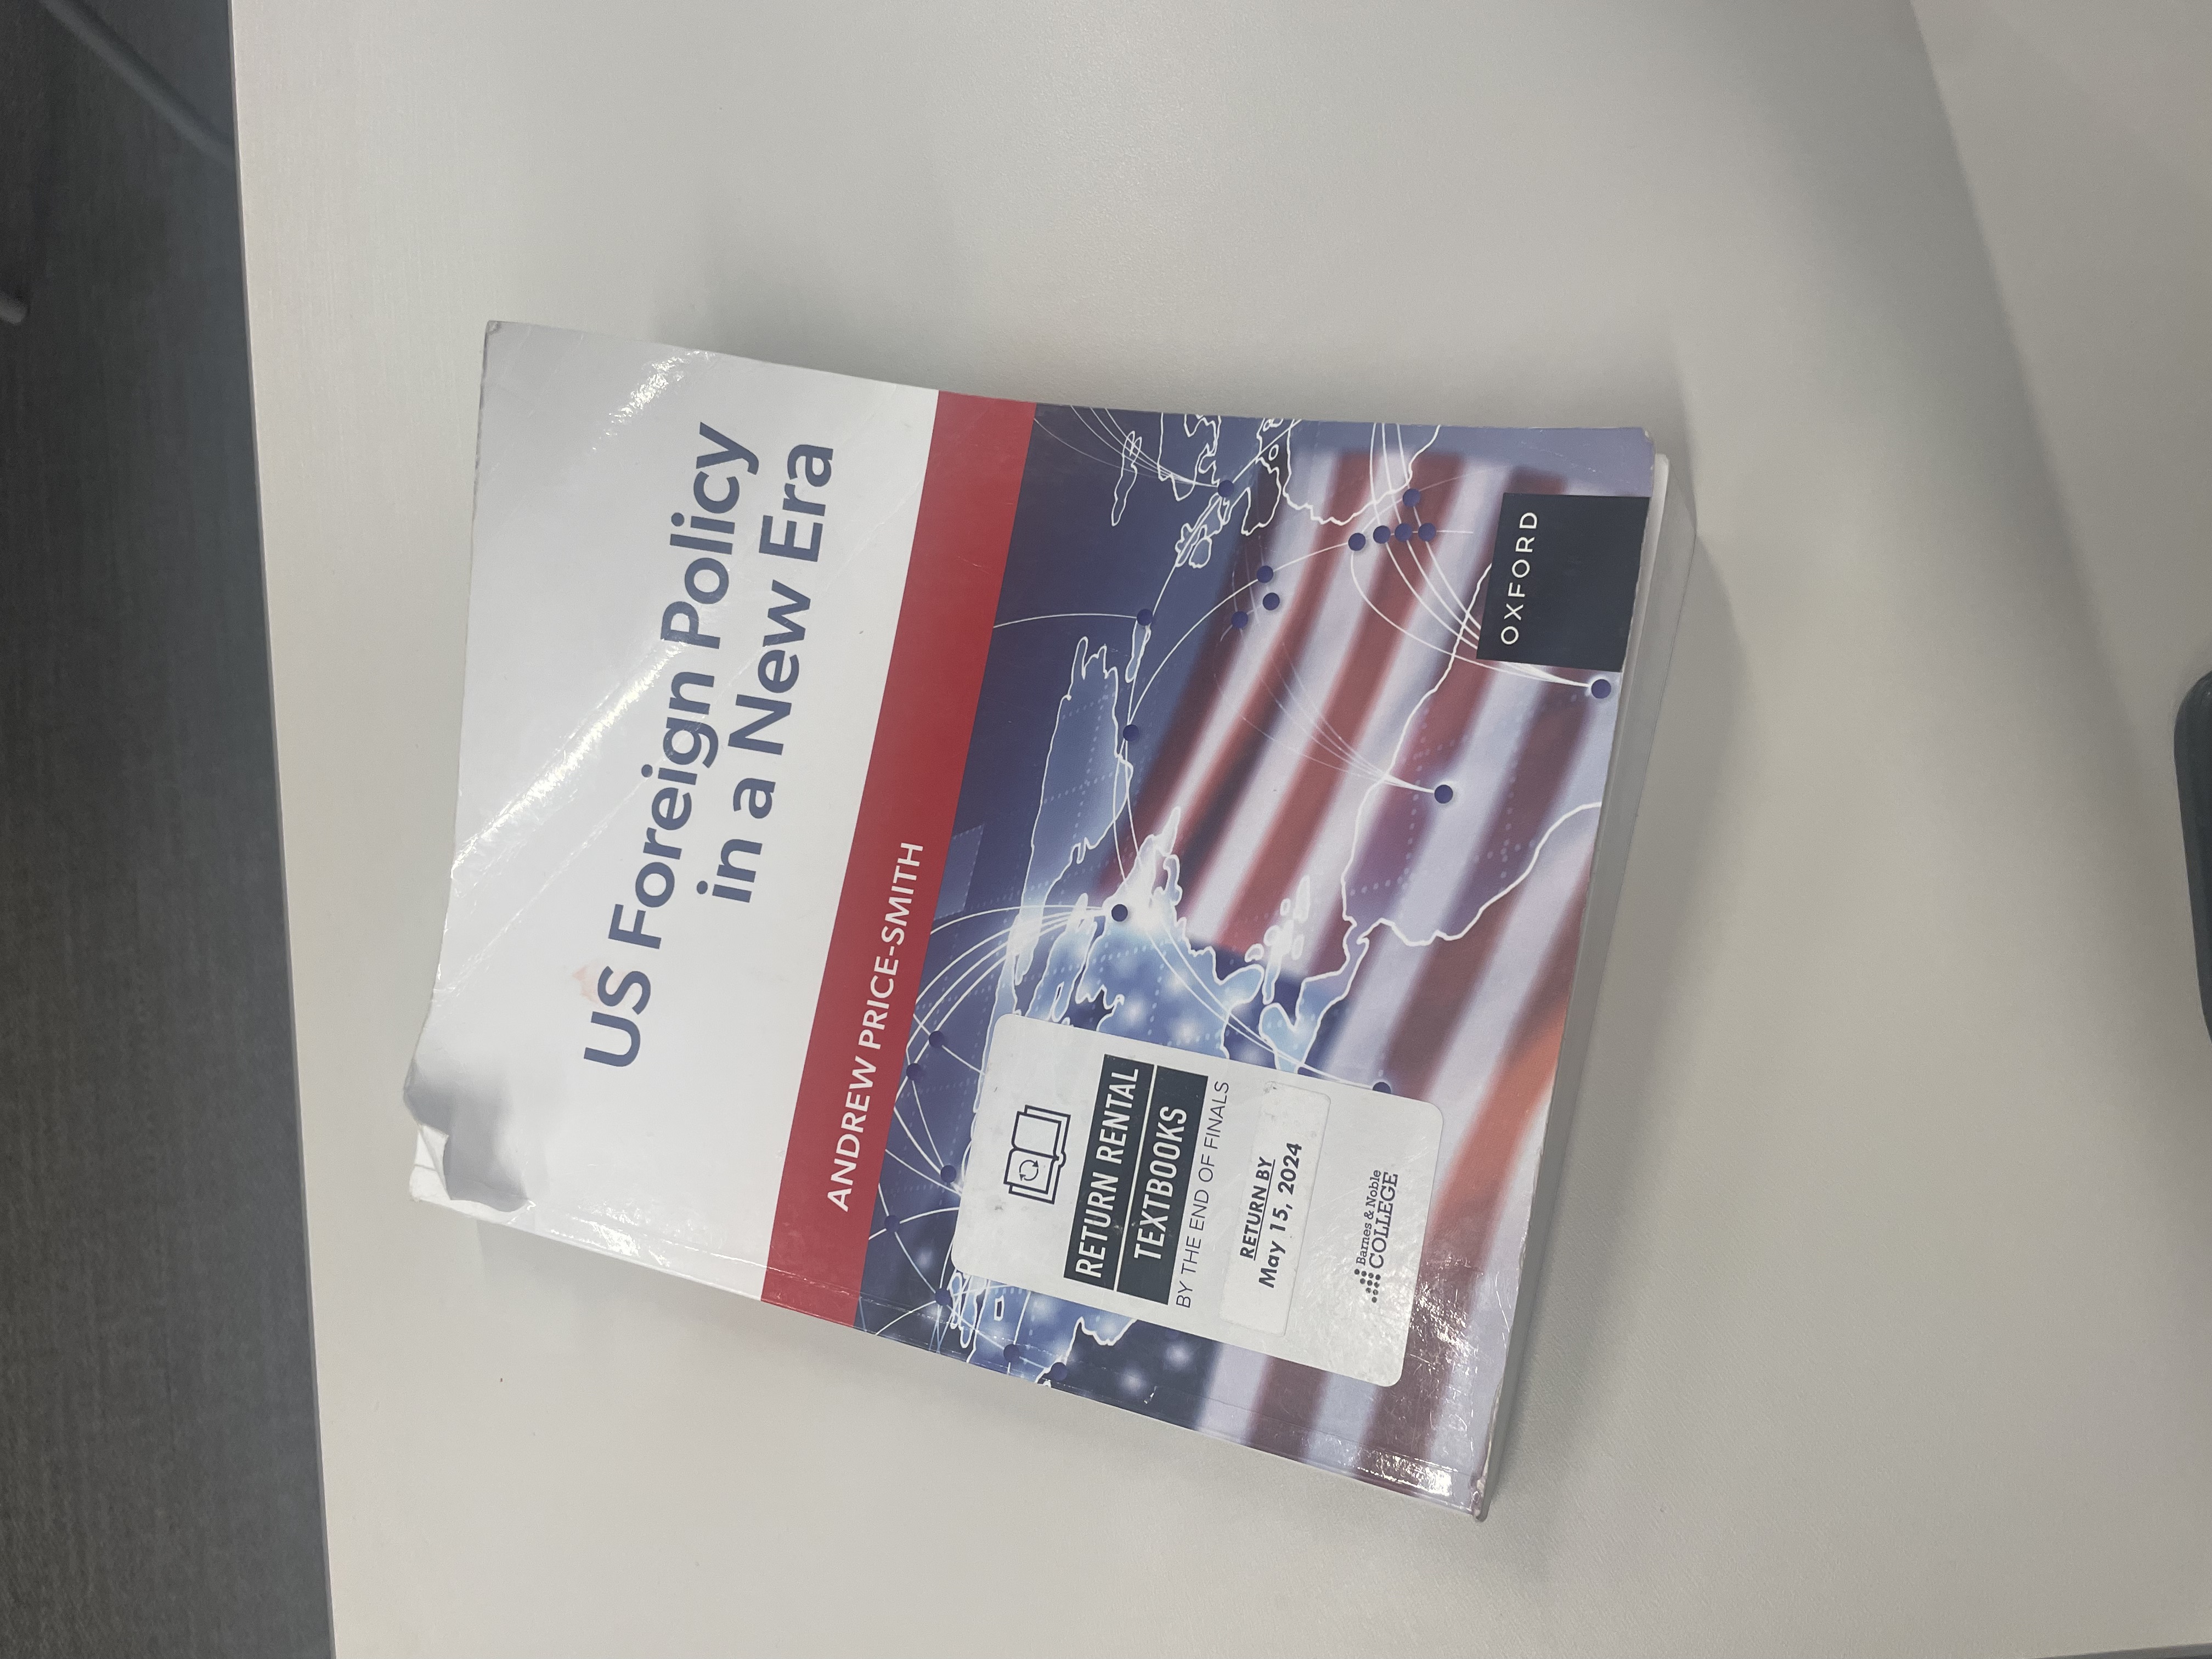 US Foreign Policy
in a New Era
ANDREW PRICE-SMITH
RETURN RENTAL
TEXTBOOKS
BY THE END OF FINALS
RETURN BY
May 15, 2024
Barnes & Noble
COLLEGE
OXFORD